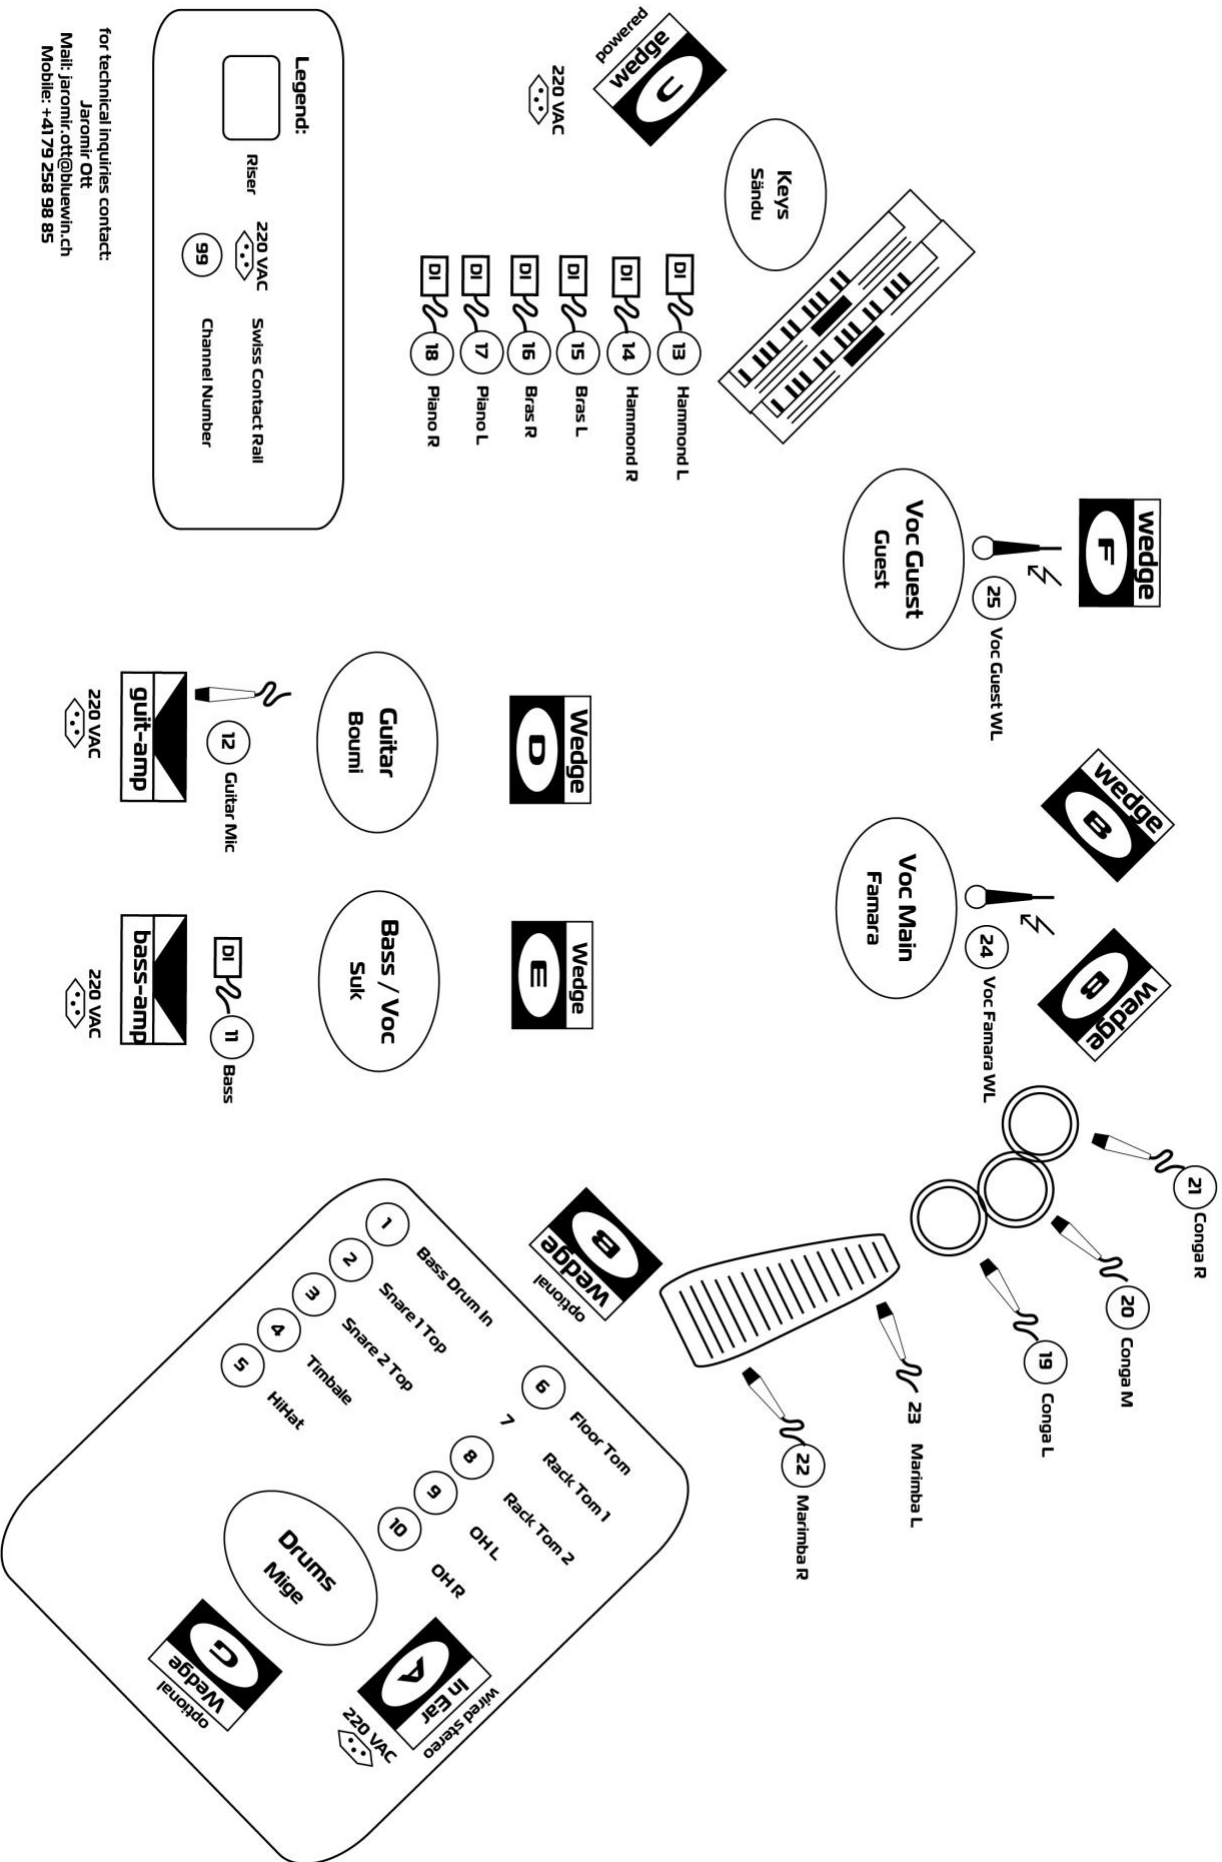 21 Conga R
20 Conga M
19 Conga L
wedge
F
wedge
B
wedge
B
25 Voc Guest WL
24 Voc Famara WL
Voc Guest
Guest
Voc Main
Famara
23 Marimba L
22 Marimba R
powered
wedge
C
220 VAC
Keys
Sändu
DI 13 Hammond L
DI 14 Hammond R
DI 15 Bras L
DI 16 Bras R
DI 17 Piano L
DI 18 Piano R
Wedge
D
Wedge
E
B
wedge
optional
Guitar
Boumi
Bass / Voc
Suk
12 Guitar Mic
DI 11 Bass
guit-amp
220 VAC
bass-amp
220 VAC
1 Bass Drum In
2 Snare 1 Top
3 Snare 2 Top
4 Timbale
5 HiHat
6 Floor Tom
7 Rack Tom 1
8 Rack Tom 2
9 OH L
10 OH R
Drums
Mige
A
In Ear
wired stereo
220 VAC
G
Wedge
optional
Legend:
Riser
220 VAC
Swiss Contact Rail
99 Channel Number
for technical inquiries contact:
Jaromir Ott
Mail: jaromir.ott@bluewin.ch
Mobile: +4179 258 98 85